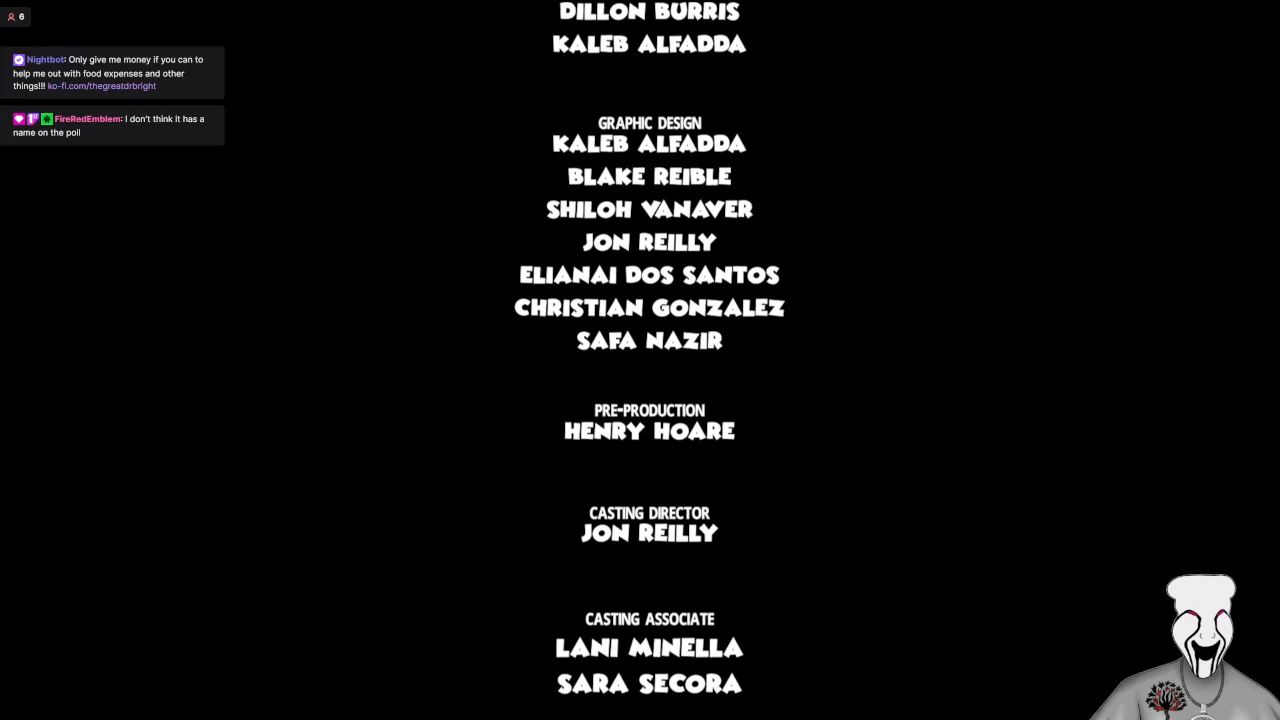 6
Nightbot: Only give me money if you can to
help me out with food expenses and other
things!!! ko-fi.com/thegreatdrbright
FireRedEmblem: I don't think it has a
name on the poll
DILLON BURRIS
KALEB ALFADDA
GRAPHIC DESIGN
KALEB ALFADDA
BLAKE REIBLE
SHILOH VANAVER
JON REILLY
ELIANAI DOS SANTOS
CHRISTIAN GONZALEZ
SAFA NAZIR
PRE-PRODUCTION
HENRY HOARE
CASTING DIRECTOR
JON REILLY
CASTING ASSOCIATE
LANI MINELLA
SARA SECORA